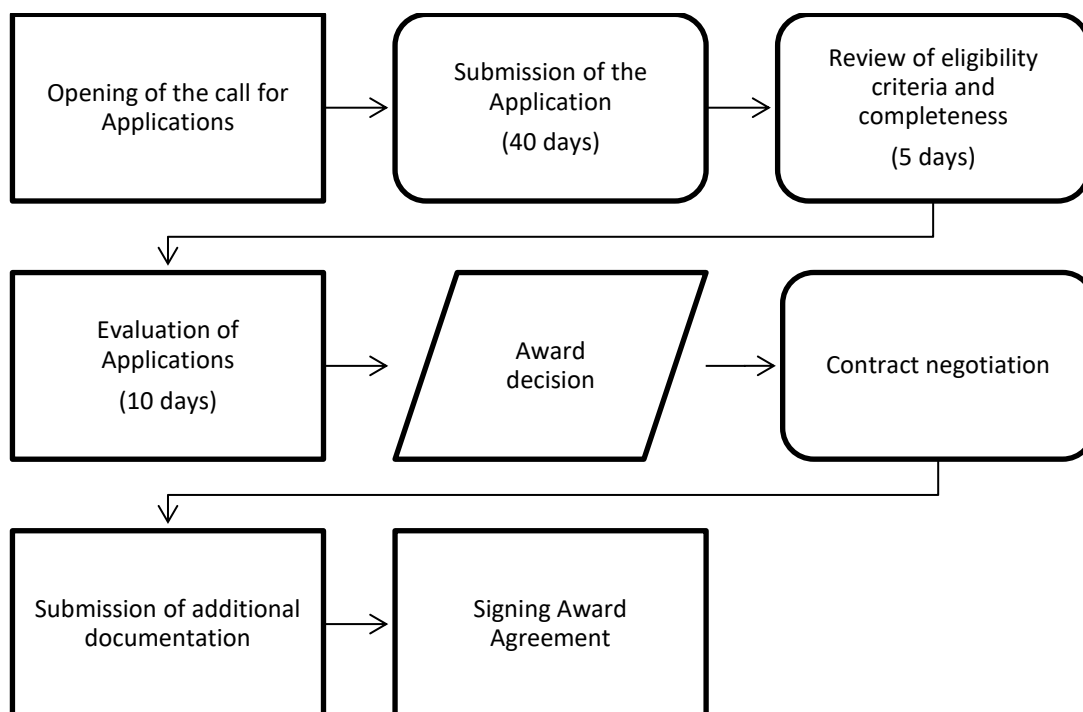 Opening of the call for
Applications
Submission of the
Application
(40 days)
Review of eligibility
criteria and
completeness
(5 days)
Evaluation of
Applications
(10 days)
Award
decision
Contract negotiation
Submission of additional
documentation
Signing Award
Agreement